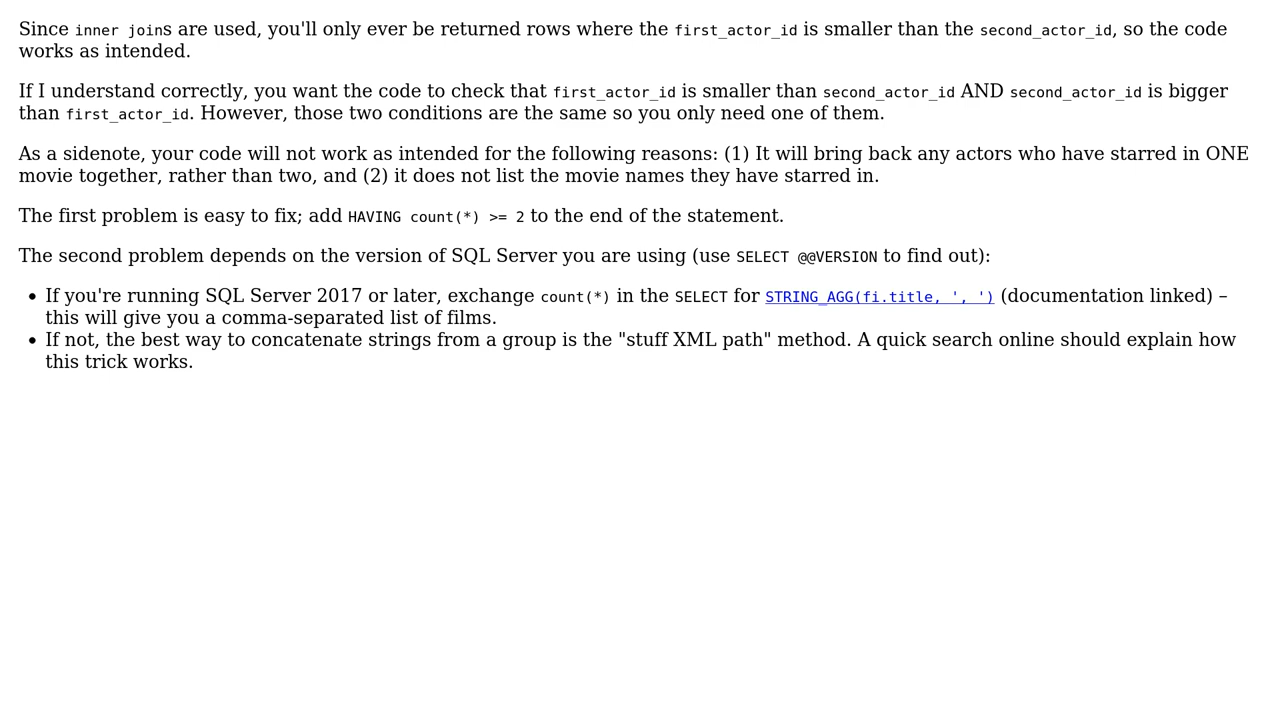 Since inner joins are used, you'll only ever be returned rows where the first_actor_id is smaller than the second_actor_id, so the code
works as intended.
If I understand correctly, you want the code to check that first_actor_id is smaller than second_actor_id AND second_actor_id is bigger
than first_actor_id. However, those two conditions are the same so you only need one of them.
As a sidenote, your code will not work as intended for the following reasons: (1) It will bring back any actors who have starred in ONE
movie together, rather than two, and (2) it does not list the movie names they have starred in.
The first problem is easy to fix; add HAVING count(*) >= 2 to the end of the statement.
The second problem depends on the version of SQL Server you are using (use SELECT @@VERSION to find out):
• If you're running SQL Server 2017 or later, exchange count(*) in the SELECT for STRING_AGG(fi.title, ', ') (documentation linked) –
this will give you a comma-separated list of films.
• If not, the best way to concatenate strings from a group is the "stuff XML path" method. A quick search online should explain how
this trick works.